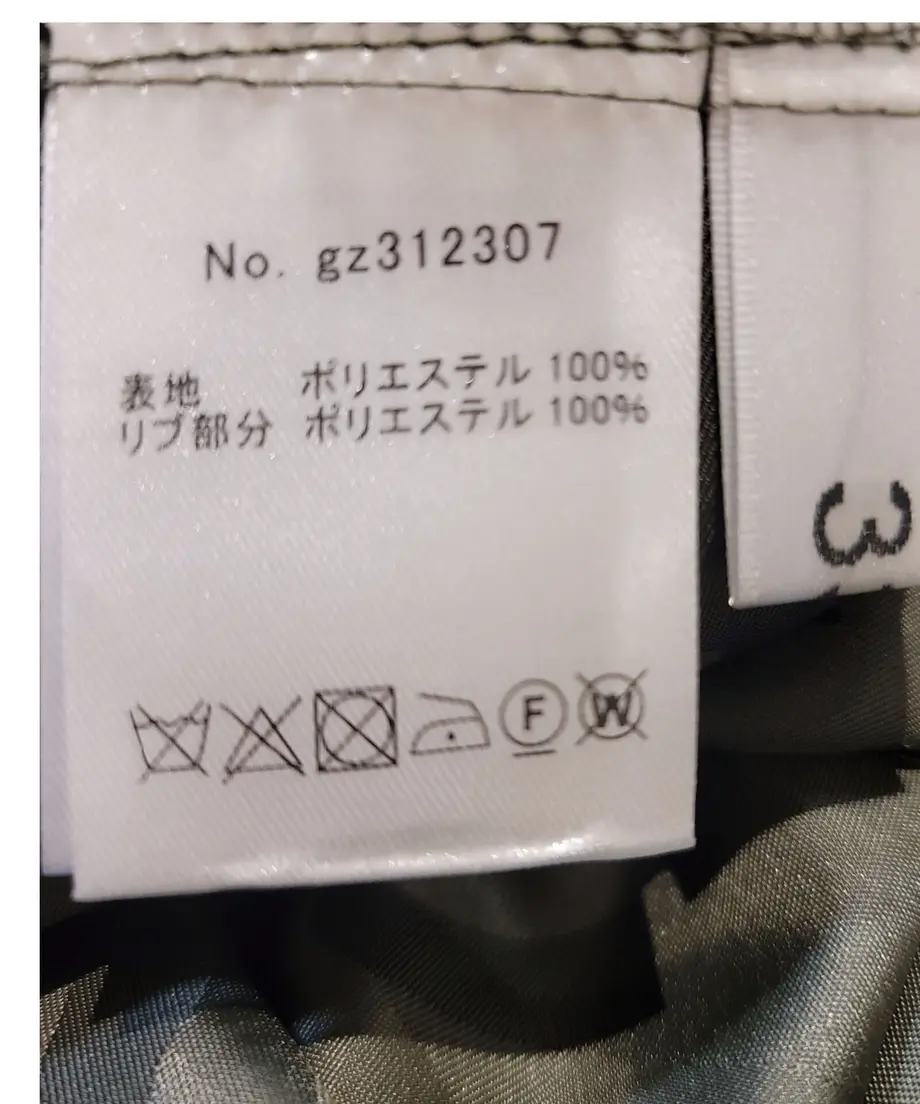 No. gz312307
表地 ポリエステル 100%
リブ部分 ポリエステル 100%
F W